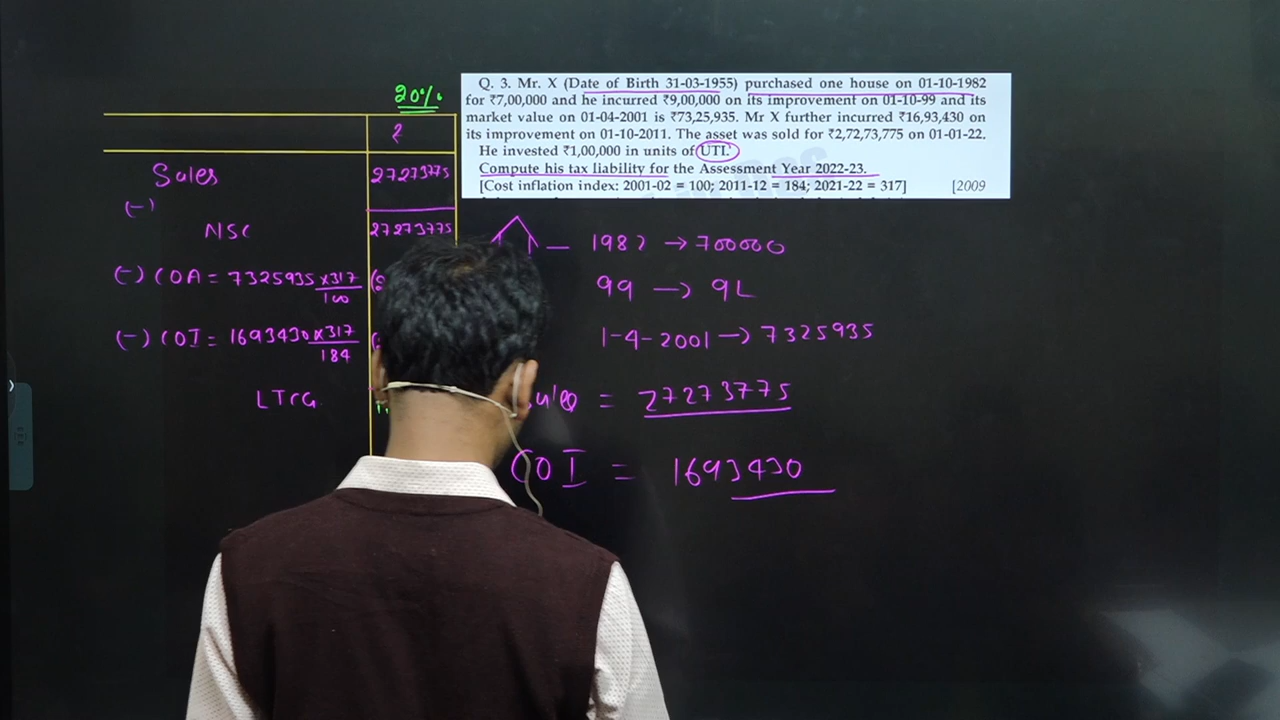 20%
₹
Sales 27273775
(-)
NSC 27273775
(-) COA = 7325935 x317/100
(-) COI = 1693430 x317/184
LTCG
Q. 3. Mr. X (Date of Birth 31-03-1955) purchased one house on 01-10-1982
for ₹7,00,000 and he incurred ₹9,00,000 on its improvement on 01-10-99 and its
market value on 01-04-2001 is ₹73,25,935. Mr X further incurred ₹16,93,430 on
its improvement on 01-10-2011. The asset was sold for ₹2,72,73,775 on 01-01-22.
He invested ₹1,00,000 in units of UTI.
Compute his tax liability for the Assessment Year 2022-23.
[Cost inflation index: 2001-02 = 100; 2011-12 = 184; 2021-22 = 317] [2009
— 1982 → 700000
99 → 9L
1-4-2001 → 7325935
= 27273775
COI = 1693430